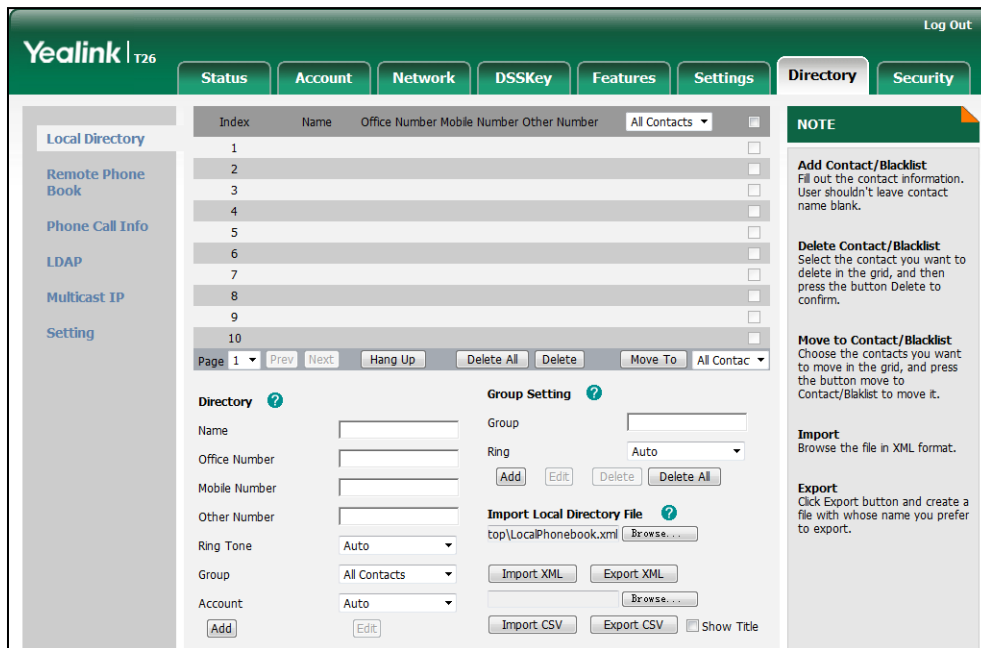 Log Out
Yealink T26
Status Account Network DSSKey Features Settings Directory Security
Local Directory
Remote Phone
Book
Phone Call Info
LDAP
Multicast IP
Setting
Index Name Office Number Mobile Number Other Number All Contacts
1
2
3
4
5
6
7
8
9
10
Page 1 Prev Next Hang Up Delete All Delete Move To All Contac
Directory ?
Name
Office Number
Mobile Number
Other Number
Ring Tone Auto
Group All Contacts
Account Auto
Add Edit
Group Setting ?
Group
Ring Auto
Add Edit Delete Delete All
Import Local Directory File ?
top\LocalPhonebook.xml Browse...
Import XML Export XML
Browse...
Import CSV Export CSV Show Title
NOTE
Add Contact/Blacklist
Fill out the contact information.
User shouldn't leave contact
name blank.
Delete Contact/Blacklist
Select the contact you want to
delete in the grid, and then
press the button Delete to
confirm.
Move to Contact/Blacklist
Choose the contacts you want
to move in the grid, and press
the button move to
Contact/Blaklist to move it.
Import
Browse the file in XML format.
Export
Click Export button and create a
file with whose name you prefer
to export.